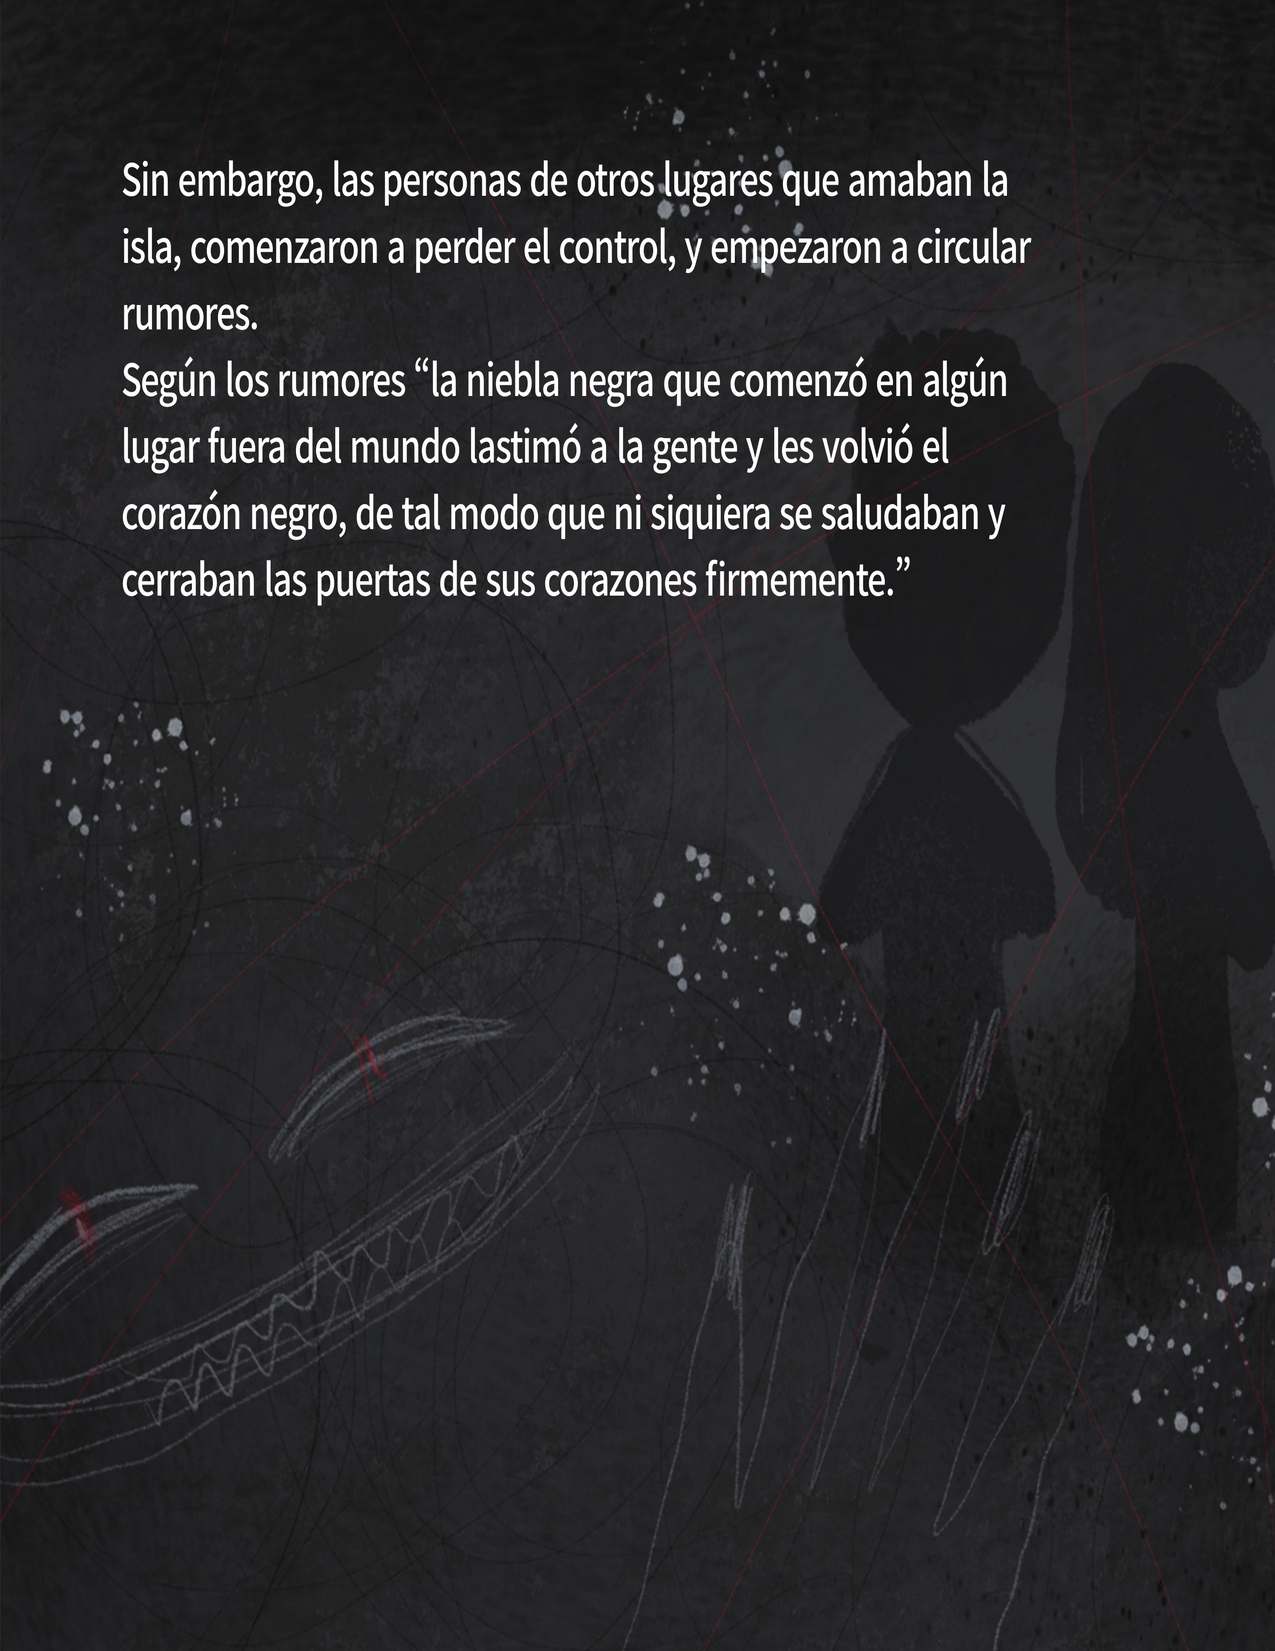 Sin embargo, las personas de otros lugares que amaban la
isla, comenzaron a perder el control, y empezaron a circular
rumores.
Según los rumores “la niebla negra que comenzó en algún
lugar fuera del mundo lastimó a la gente y les volvió el
corazón negro, de tal modo que ni siquiera se saludaban y
cerraban las puertas de sus corazones firmemente.”